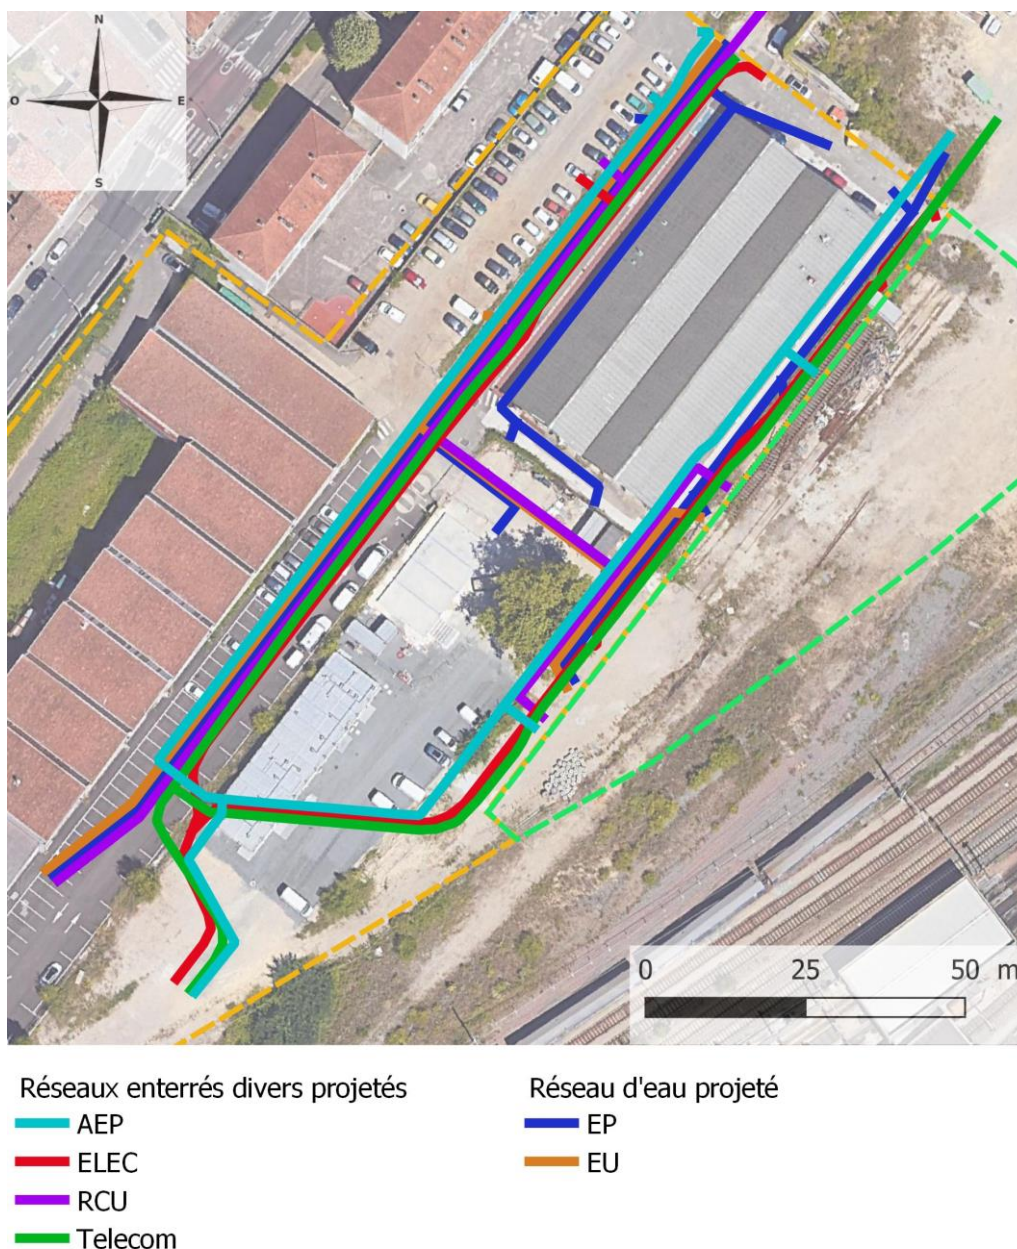 N
O E
S
0 25 50 m
Réseaux enterrés divers projetés
AEP
ELEC
RCU
Telecom
Réseau d'eau projeté
EP
EU